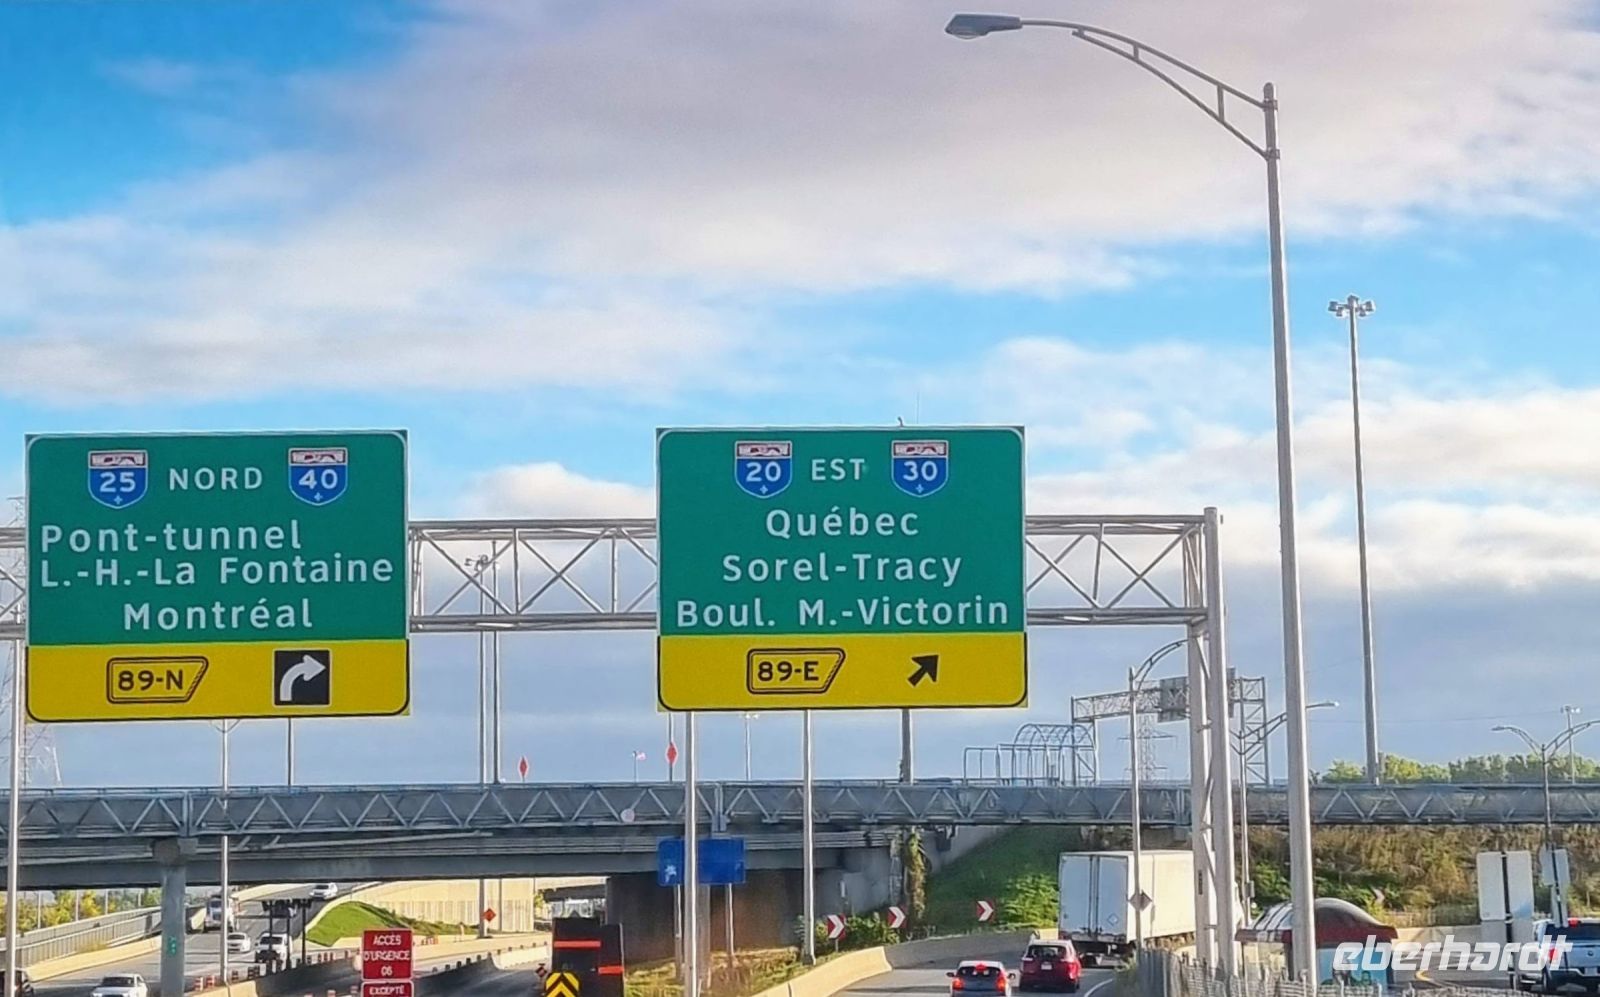 25 NORD 40
Pont-tunnel
L.-H.-La Fontaine
Montréal
89-N
20 EST 30
Québec
Sorel-Tracy
Boul. M.-Victorin
89-E
ACCÈS
D'URGENCE
06
EXCEPTÉ
eberhardt